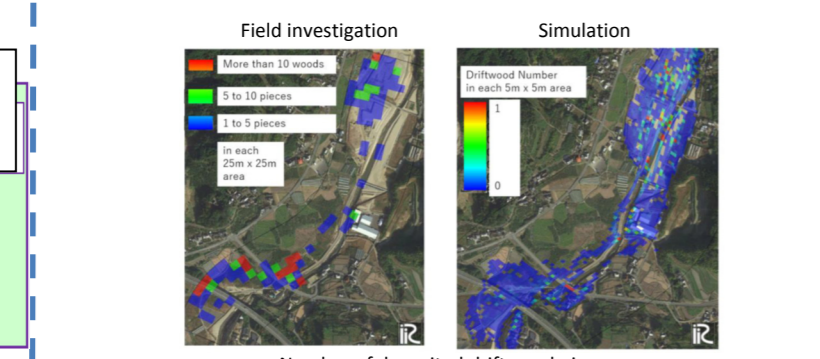 Field investigation
Simulation
More than 10 woods
5 to 10 pieces
1 to 5 pieces
in each
25m x 25m
area
Driftwood Number
in each 5m x 5m area
1
0
iRIC